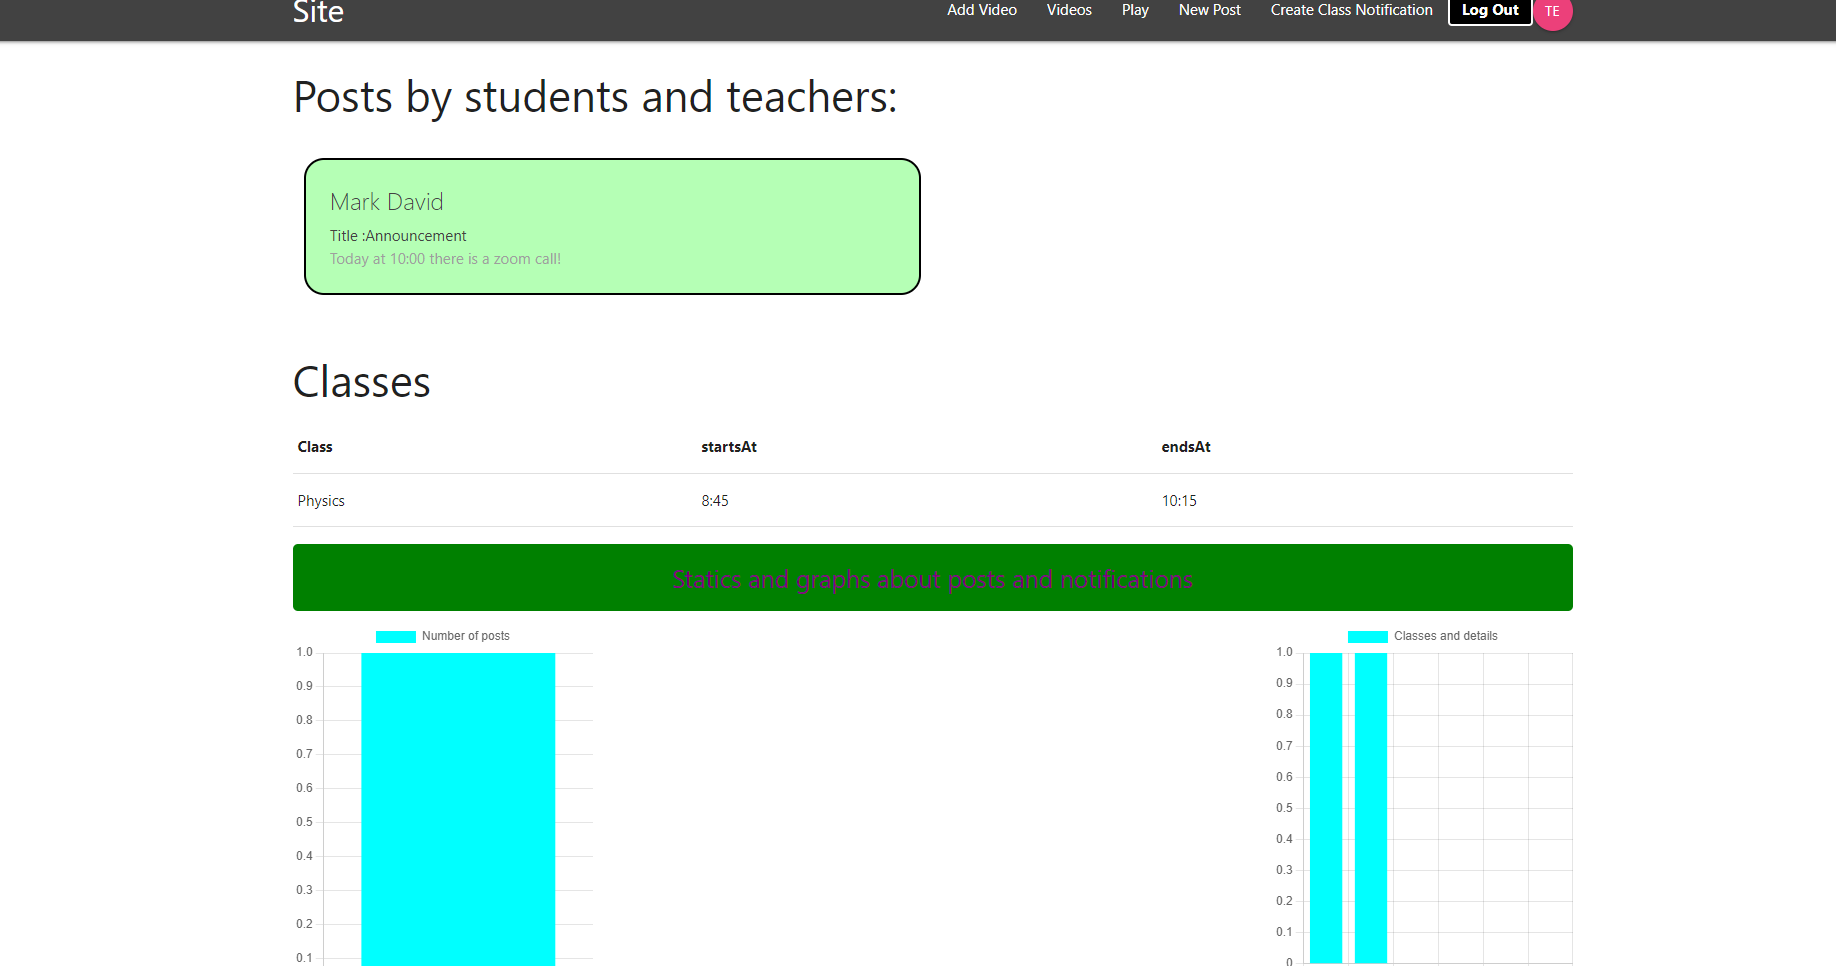 Site
Add Video Videos Play New Post Create Class Notification Log Out TE
Posts by students and teachers:
Mark David
Title :Announcement
Today at 10:00 there is a zoom call!
Classes
Class startsAt endsAt
Physics 8:45 10:15
Statics and graphs about posts and notifications
Number of posts
1.0
0.9
0.8
0.7
0.6
0.5
0.4
0.3
0.2
0.1
Classes and details
1.0
0.9
0.8
0.7
0.6
0.5
0.4
0.3
0.2
0.1
0